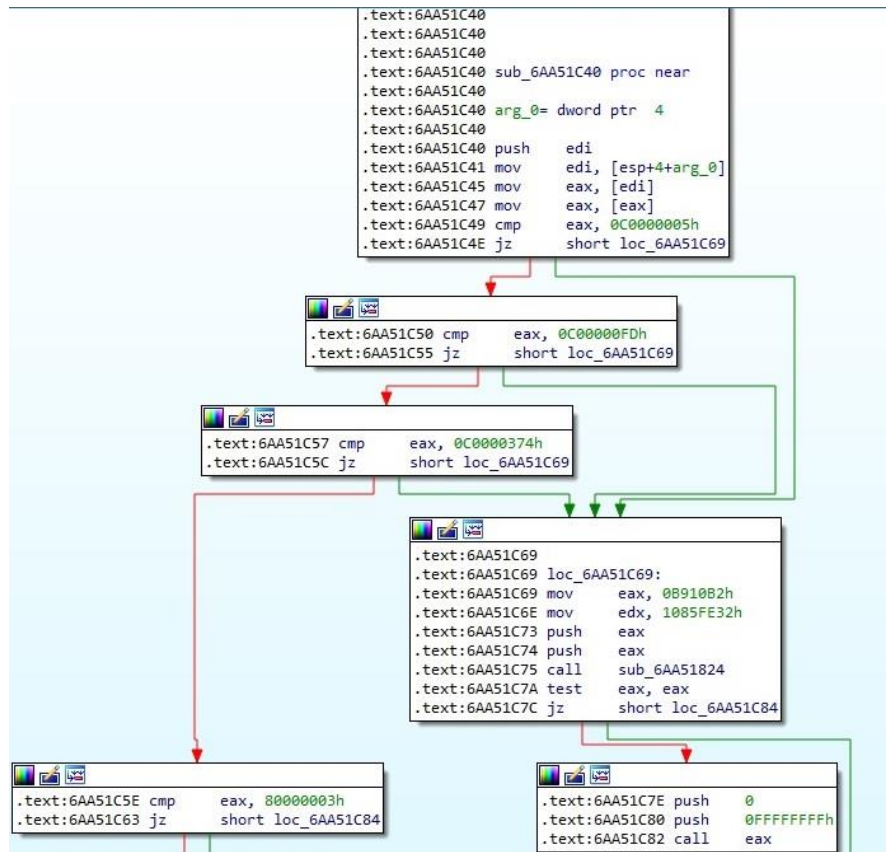 .text:6AA51C40
.text:6AA51C40
.text:6AA51C40
.text:6AA51C40 sub_6AA51C40 proc near
.text:6AA51C40
.text:6AA51C40 arg_0= dword ptr 4
.text:6AA51C40
.text:6AA51C40 push edi
.text:6AA51C41 mov edi, [esp+4+arg_0]
.text:6AA51C45 mov eax, [edi]
.text:6AA51C47 mov eax, [eax]
.text:6AA51C49 cmp eax, 0C0000005h
.text:6AA51C4E jz short loc_6AA51C69
.text:6AA51C50 cmp eax, 0C00000FDh
.text:6AA51C55 jz short loc_6AA51C69
.text:6AA51C57 cmp eax, 0C0000374h
.text:6AA51C5C jz short loc_6AA51C69
.text:6AA51C69
.text:6AA51C69 loc_6AA51C69:
.text:6AA51C69 mov eax, 0B910B2h
.text:6AA51C6E mov edx, 1085FE32h
.text:6AA51C73 push eax
.text:6AA51C74 push eax
.text:6AA51C75 call sub_6AA51824
.text:6AA51C7A test eax, eax
.text:6AA51C7C jz short loc_6AA51C84
.text:6AA51C5E cmp eax, 80000003h
.text:6AA51C63 jz short loc_6AA51C84
.text:6AA51C7E push 0
.text:6AA51C80 push 0FFFFFFFFh
.text:6AA51C82 call eax